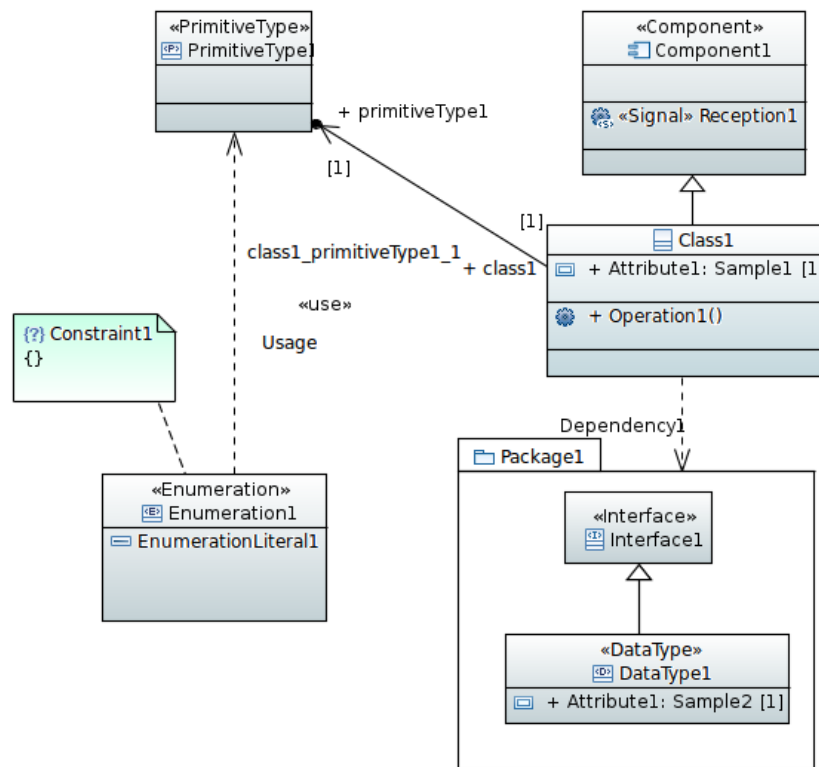 «PrimitiveType»
PrimitiveType1
«Component»
Component1
«Signal» Reception1
+ primitiveType1
[1]
[1]
Class1
+ class1
+ Attribute1: Sample1 [1
+ Operation1()
class1_primitiveType1_1
«use»
Usage
{?} Constraint1
{}
Dependency1
Package1
«Enumeration»
<E> Enumeration1
EnumerationLiteral1
«Interface»
<I> Interface1
«DataType»
<D> DataType1
+ Attribute1: Sample2 [1]